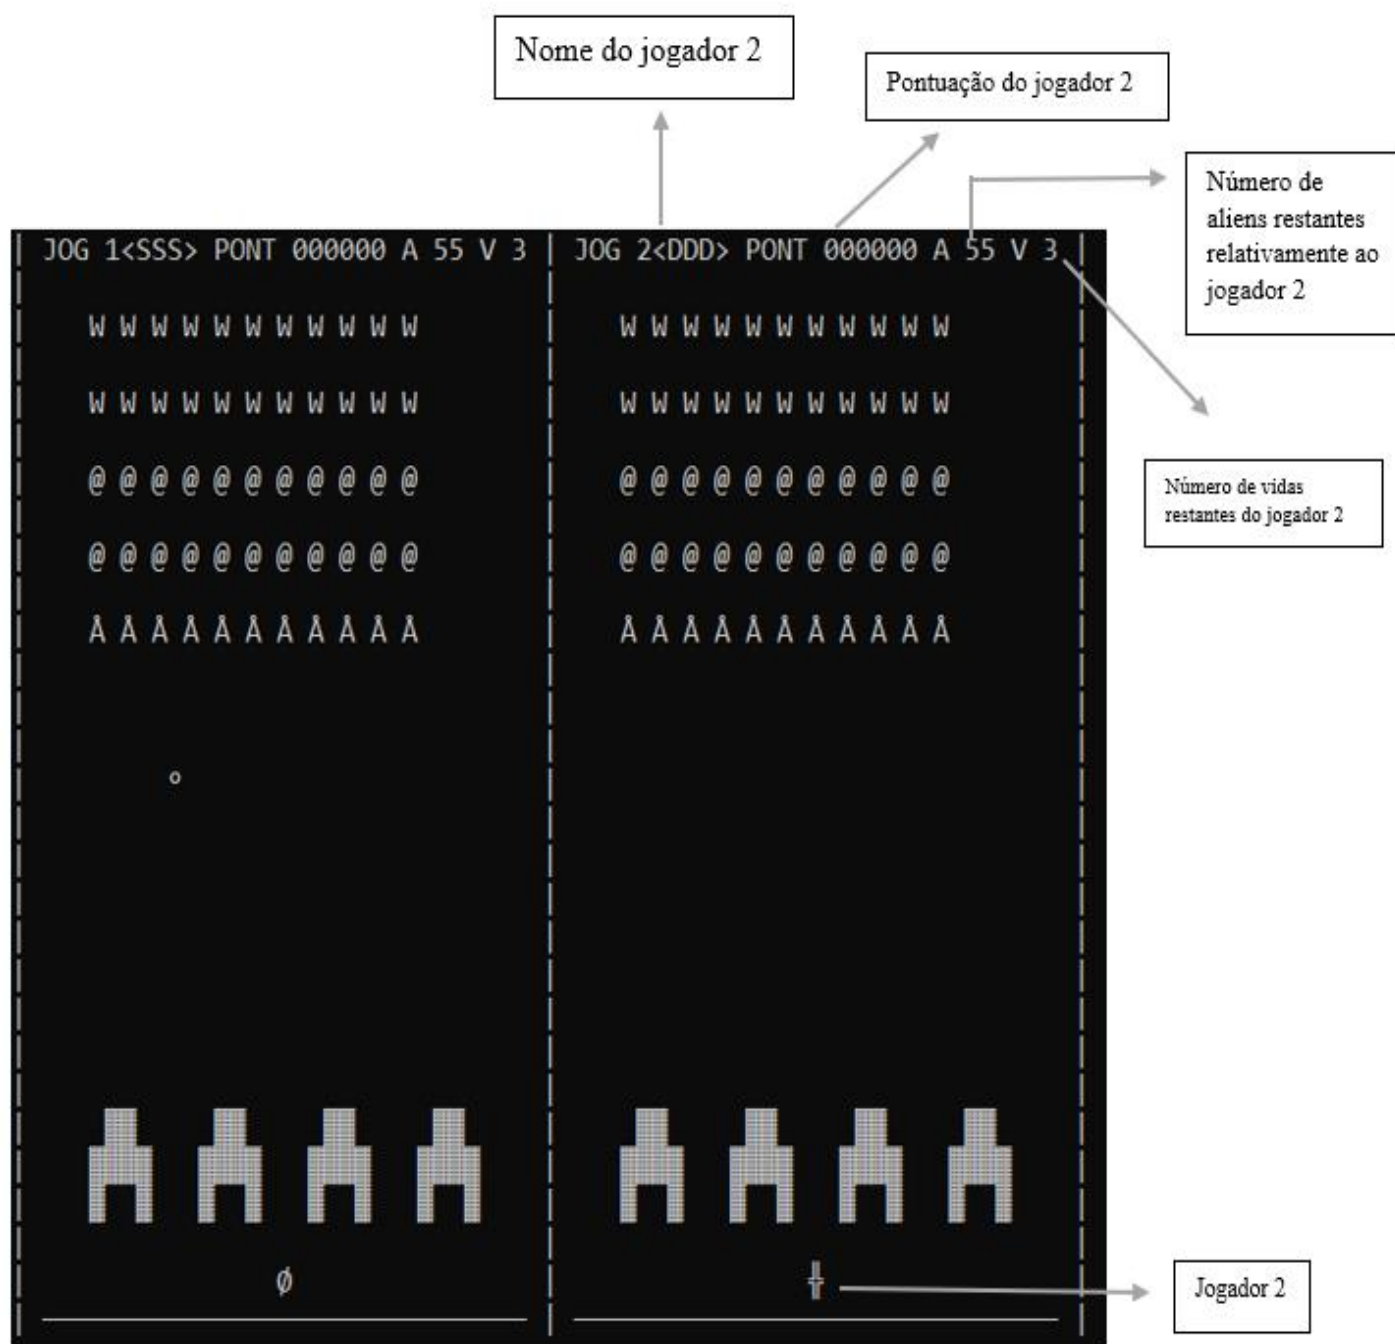 Nome do jogador 2
Pontuação do jogador 2
Número de
aliens restantes
relativamente ao
jogador 2
JOG 1<SSS> PONT 000000 A 55 V 3
JOG 2<DDD> PONT 000000 A 55 V 3
W W W W W W W W W W W
W W W W W W W W W W W
W W W W W W W W W W W
W W W W W W W W W W W
Número de vidas
restantes do jogador 2
@ @ @ @ @ @ @ @ @ @ @
@ @ @ @ @ @ @ @ @ @ @
@ @ @ @ @ @ @ @ @ @ @
@ @ @ @ @ @ @ @ @ @ @
Å Å Å Å Å Å Å Å Å Å Å
Å Å Å Å Å Å Å Å Å Å Å
o
Ø
╬
Jogador 2